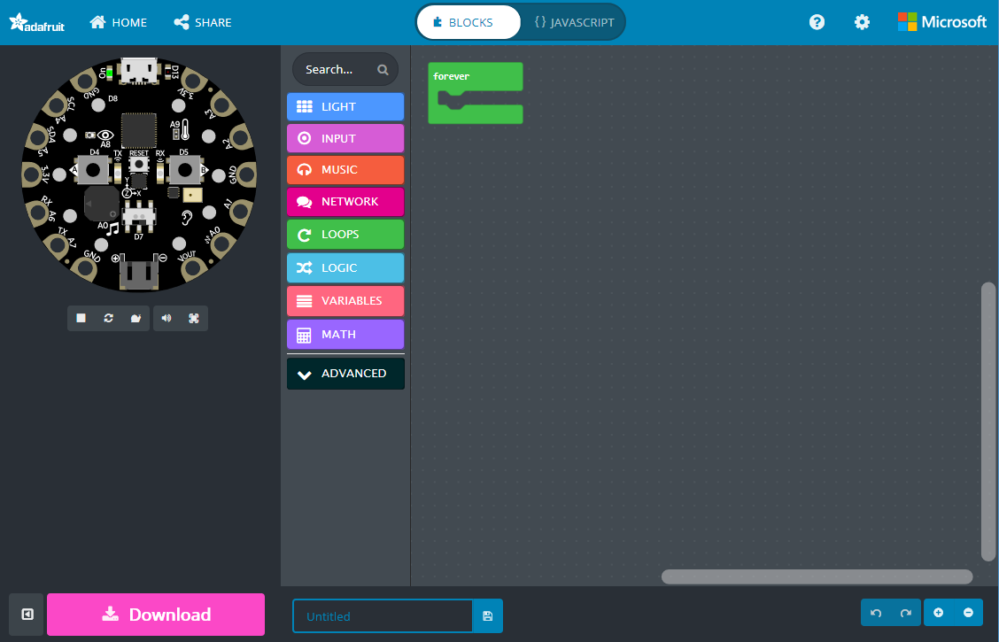 adafruit
HOME
SHARE
BLOCKS
{ } JAVASCRIPT
Microsoft
D13
GND
3.3V
D8
SCL
A4
A3
SDA
A5
A9
A8
A2
D4
TX
RESET
RX
D5
A
B
3.3V
GND
Y
Z
X
RX
A6
A1
A0
D7
A0
TX
A7
GND
VOUT
Search...
LIGHT
INPUT
MUSIC
NETWORK
LOOPS
LOGIC
VARIABLES
MATH
ADVANCED
forever
Download
Untitled